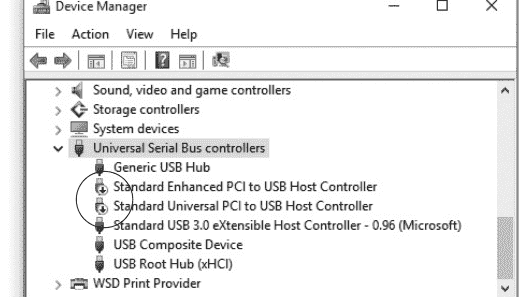 Device Manager
File Action View Help
Sound, video and game controllers
Storage controllers
System devices
Universal Serial Bus controllers
Generic USB Hub
Standard Enhanced PCI to USB Host Controller
Standard Universal PCI to USB Host Controller
Standard USB 3.0 eXtensible Host Controller - 0.96 (Microsoft)
USB Composite Device
USB Root Hub (xHCI)
WSD Print Provider